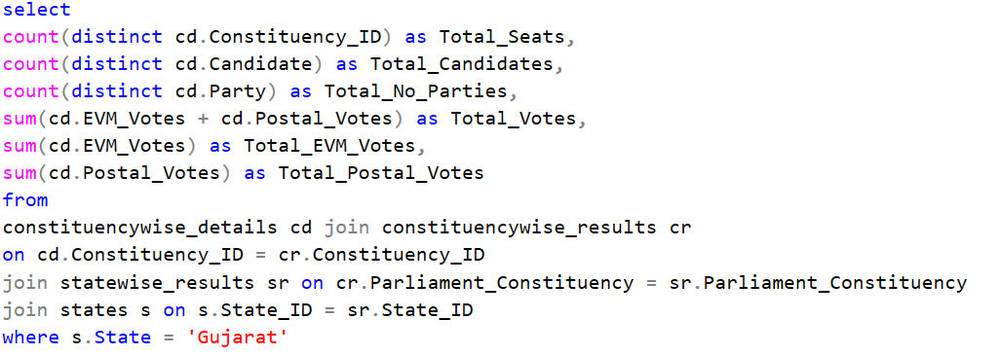 select
count(distinct cd.Constituency_ID) as Total_Seats,
count(distinct cd.Candidate) as Total_Candidates,
count(distinct cd.Party) as Total_No_Parties,
sum(cd.EVM_Votes + cd.Postal_Votes) as Total_Votes,
sum(cd.EVM_Votes) as Total_EVM_Votes,
sum(cd.Postal_Votes) as Total_Postal_Votes
from
constituencywise_details cd join constituencywise_results cr
on cd.Constituency_ID = cr.Constituency_ID
join statewise_results sr on cr.Parliament_Constituency = sr.Parliament_Constituency
join states s on s.State_ID = sr.State_ID
where s.State = 'Gujarat'